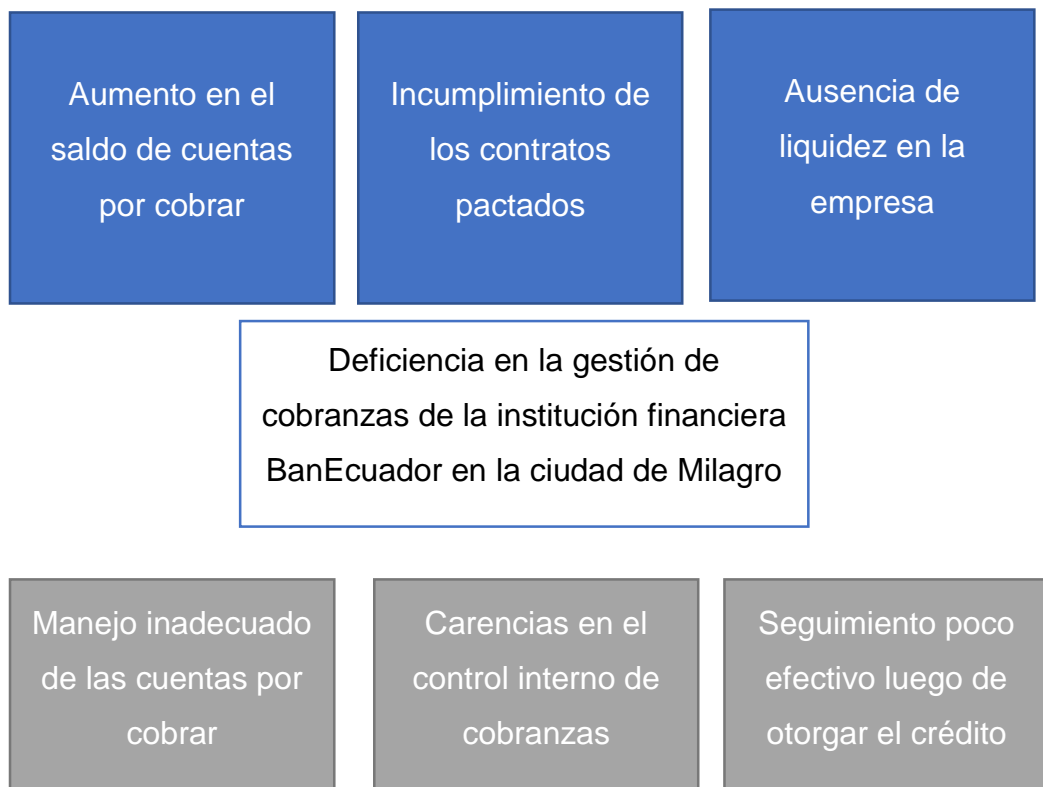 Aumento en el
saldo de cuentas
por cobrar
Incumplimiento de
los contratos
pactados
Ausencia de
liquidez en la
empresa
Deficiencia en la gestión de
cobranzas de la institución financiera
BanEcuador en la ciudad de Milagro
Manejo inadecuado
de las cuentas por
cobrar
Carencias en el
control interno de
cobranzas
Seguimiento poco
efectivo luego de
otorgar el crédito